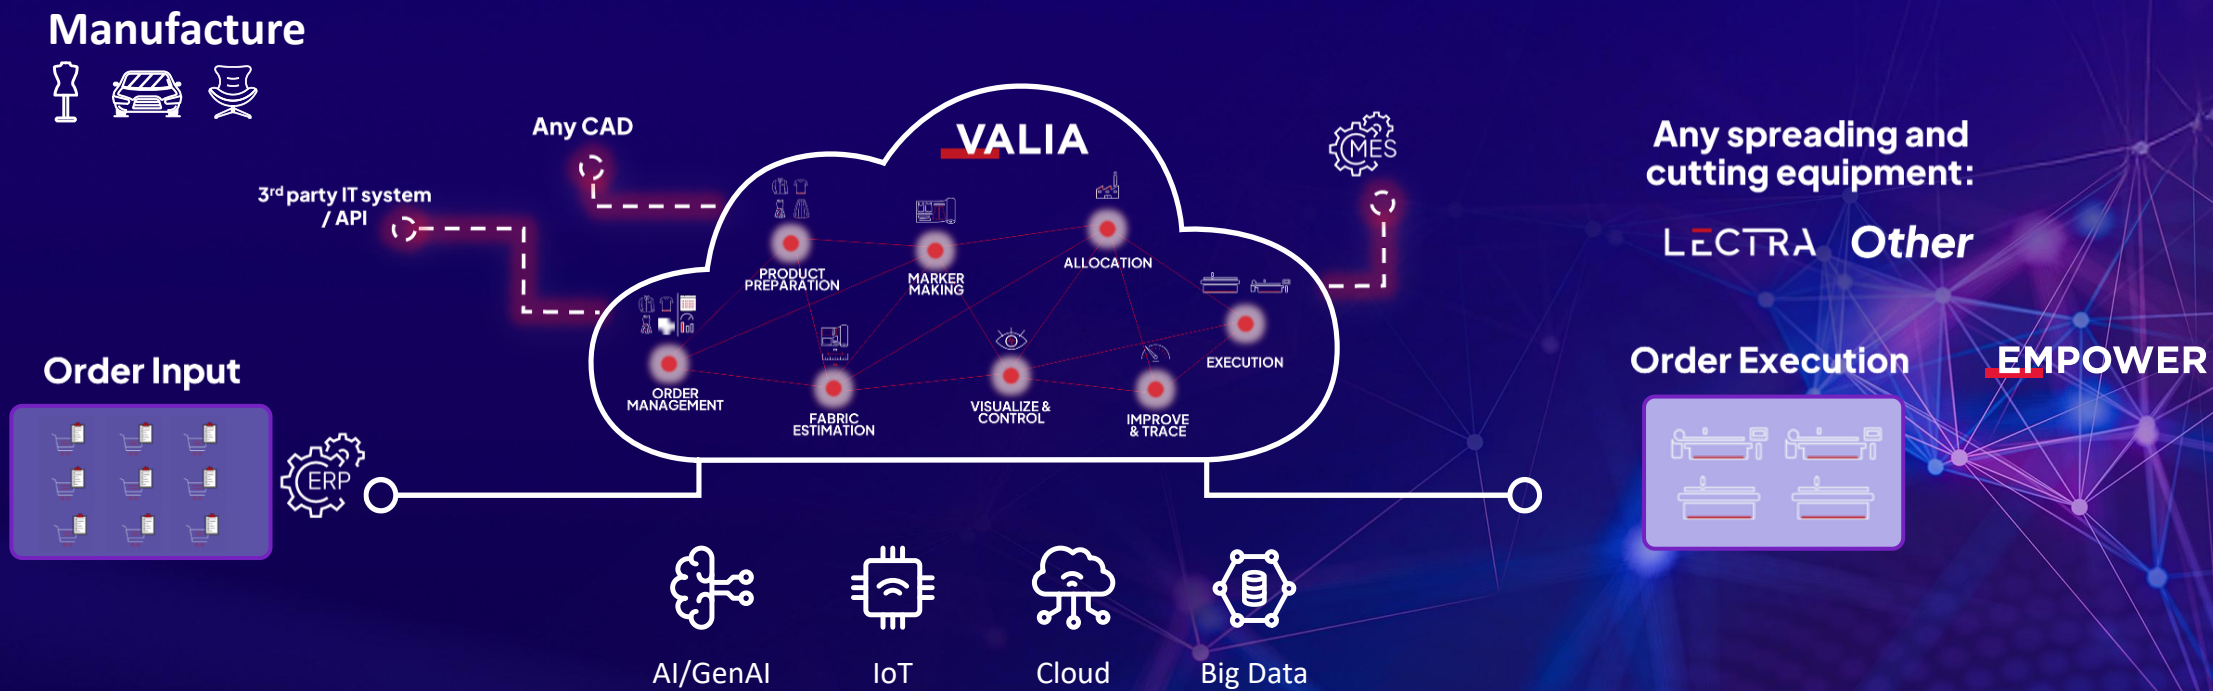 Manufacture
Any CAD
3rd party IT system
/ API
VALIA
MES
Any spreading and
cutting equipment:
LECTRA Other
PRODUCT
PREPARATION
MARKER
MAKING
ALLOCATION
EXECUTION
ORDER
MANAGEMENT
FABRIC
ESTIMATION
VISUALIZE &
CONTROL
IMPROVE
& TRACE
Order Input
ERP
Order Execution
EMPOWER
AI/GenAI
IoT
Cloud
Big Data